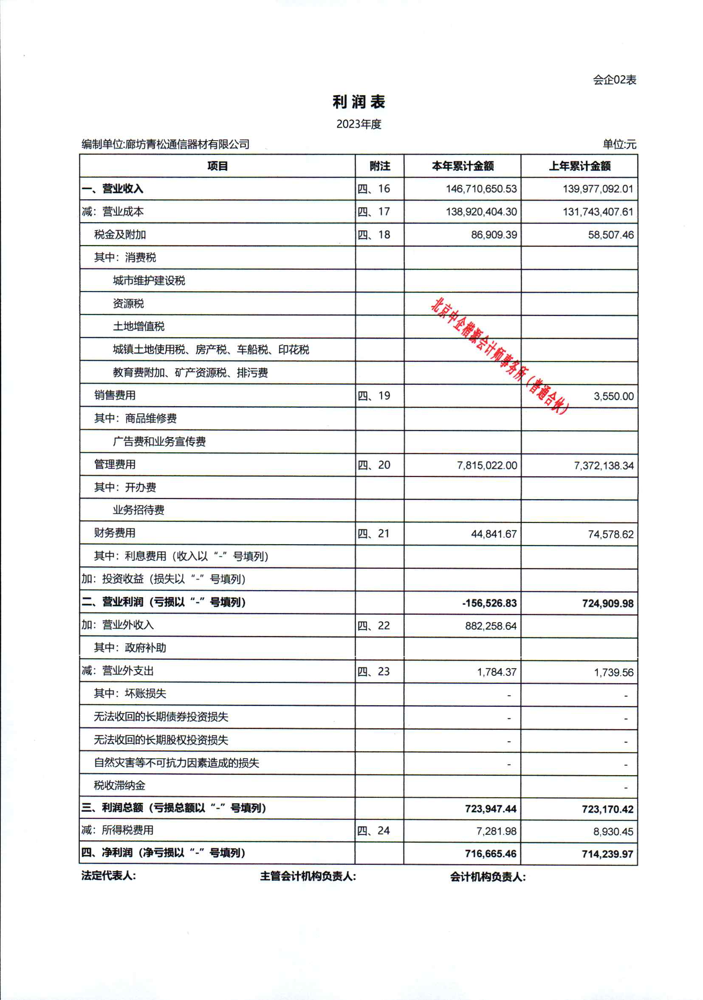 会企02表
利 润 表
2023年度
编制单位:廊坊青松通信器材有限公司 单位:元
项目 附注 本年累计金额 上年累计金额
一、营业收入 四、16 146,710,650.53 139,977,092.01
减：营业成本 四、17 138,920,404.30 131,743,407.61
税金及附加 四、18 86,909.39 58,507.46
其中：消费税
城市维护建设税
资源税
土地增值税
城镇土地使用税、房产税、车船税、印花税
教育费附加、矿产资源税、排污费
北京中企楷源会计师事务所（普通合伙）
销售费用 四、19 3,550.00
其中：商品维修费
广告费和业务宣传费
管理费用 四、20 7,815,022.00 7,372,138.34
其中：开办费
业务招待费
财务费用 四、21 44,841.67 74,578.62
其中：利息费用（收入以“-”号填列）
加：投资收益（损失以“-”号填列）
二、营业利润（亏损以“-”号填列） -156,526.83 724,909.98
加：营业外收入 四、22 882,258.64
其中：政府补助
减：营业外支出 四、23 1,784.37 1,739.56
其中：坏账损失 - -
无法收回的长期债券投资损失 - -
无法收回的长期股权投资损失 - -
自然灾害等不可抗力因素造成的损失 - -
税收滞纳金 -
三、利润总额（亏损总额以“-”号填列） 723,947.44 723,170.42
减：所得税费用 四、24 7,281.98 8,930.45
四、净利润（净亏损以“-”号填列） 716,665.46 714,239.97
法定代表人: 主管会计机构负责人: 会计机构负责人: